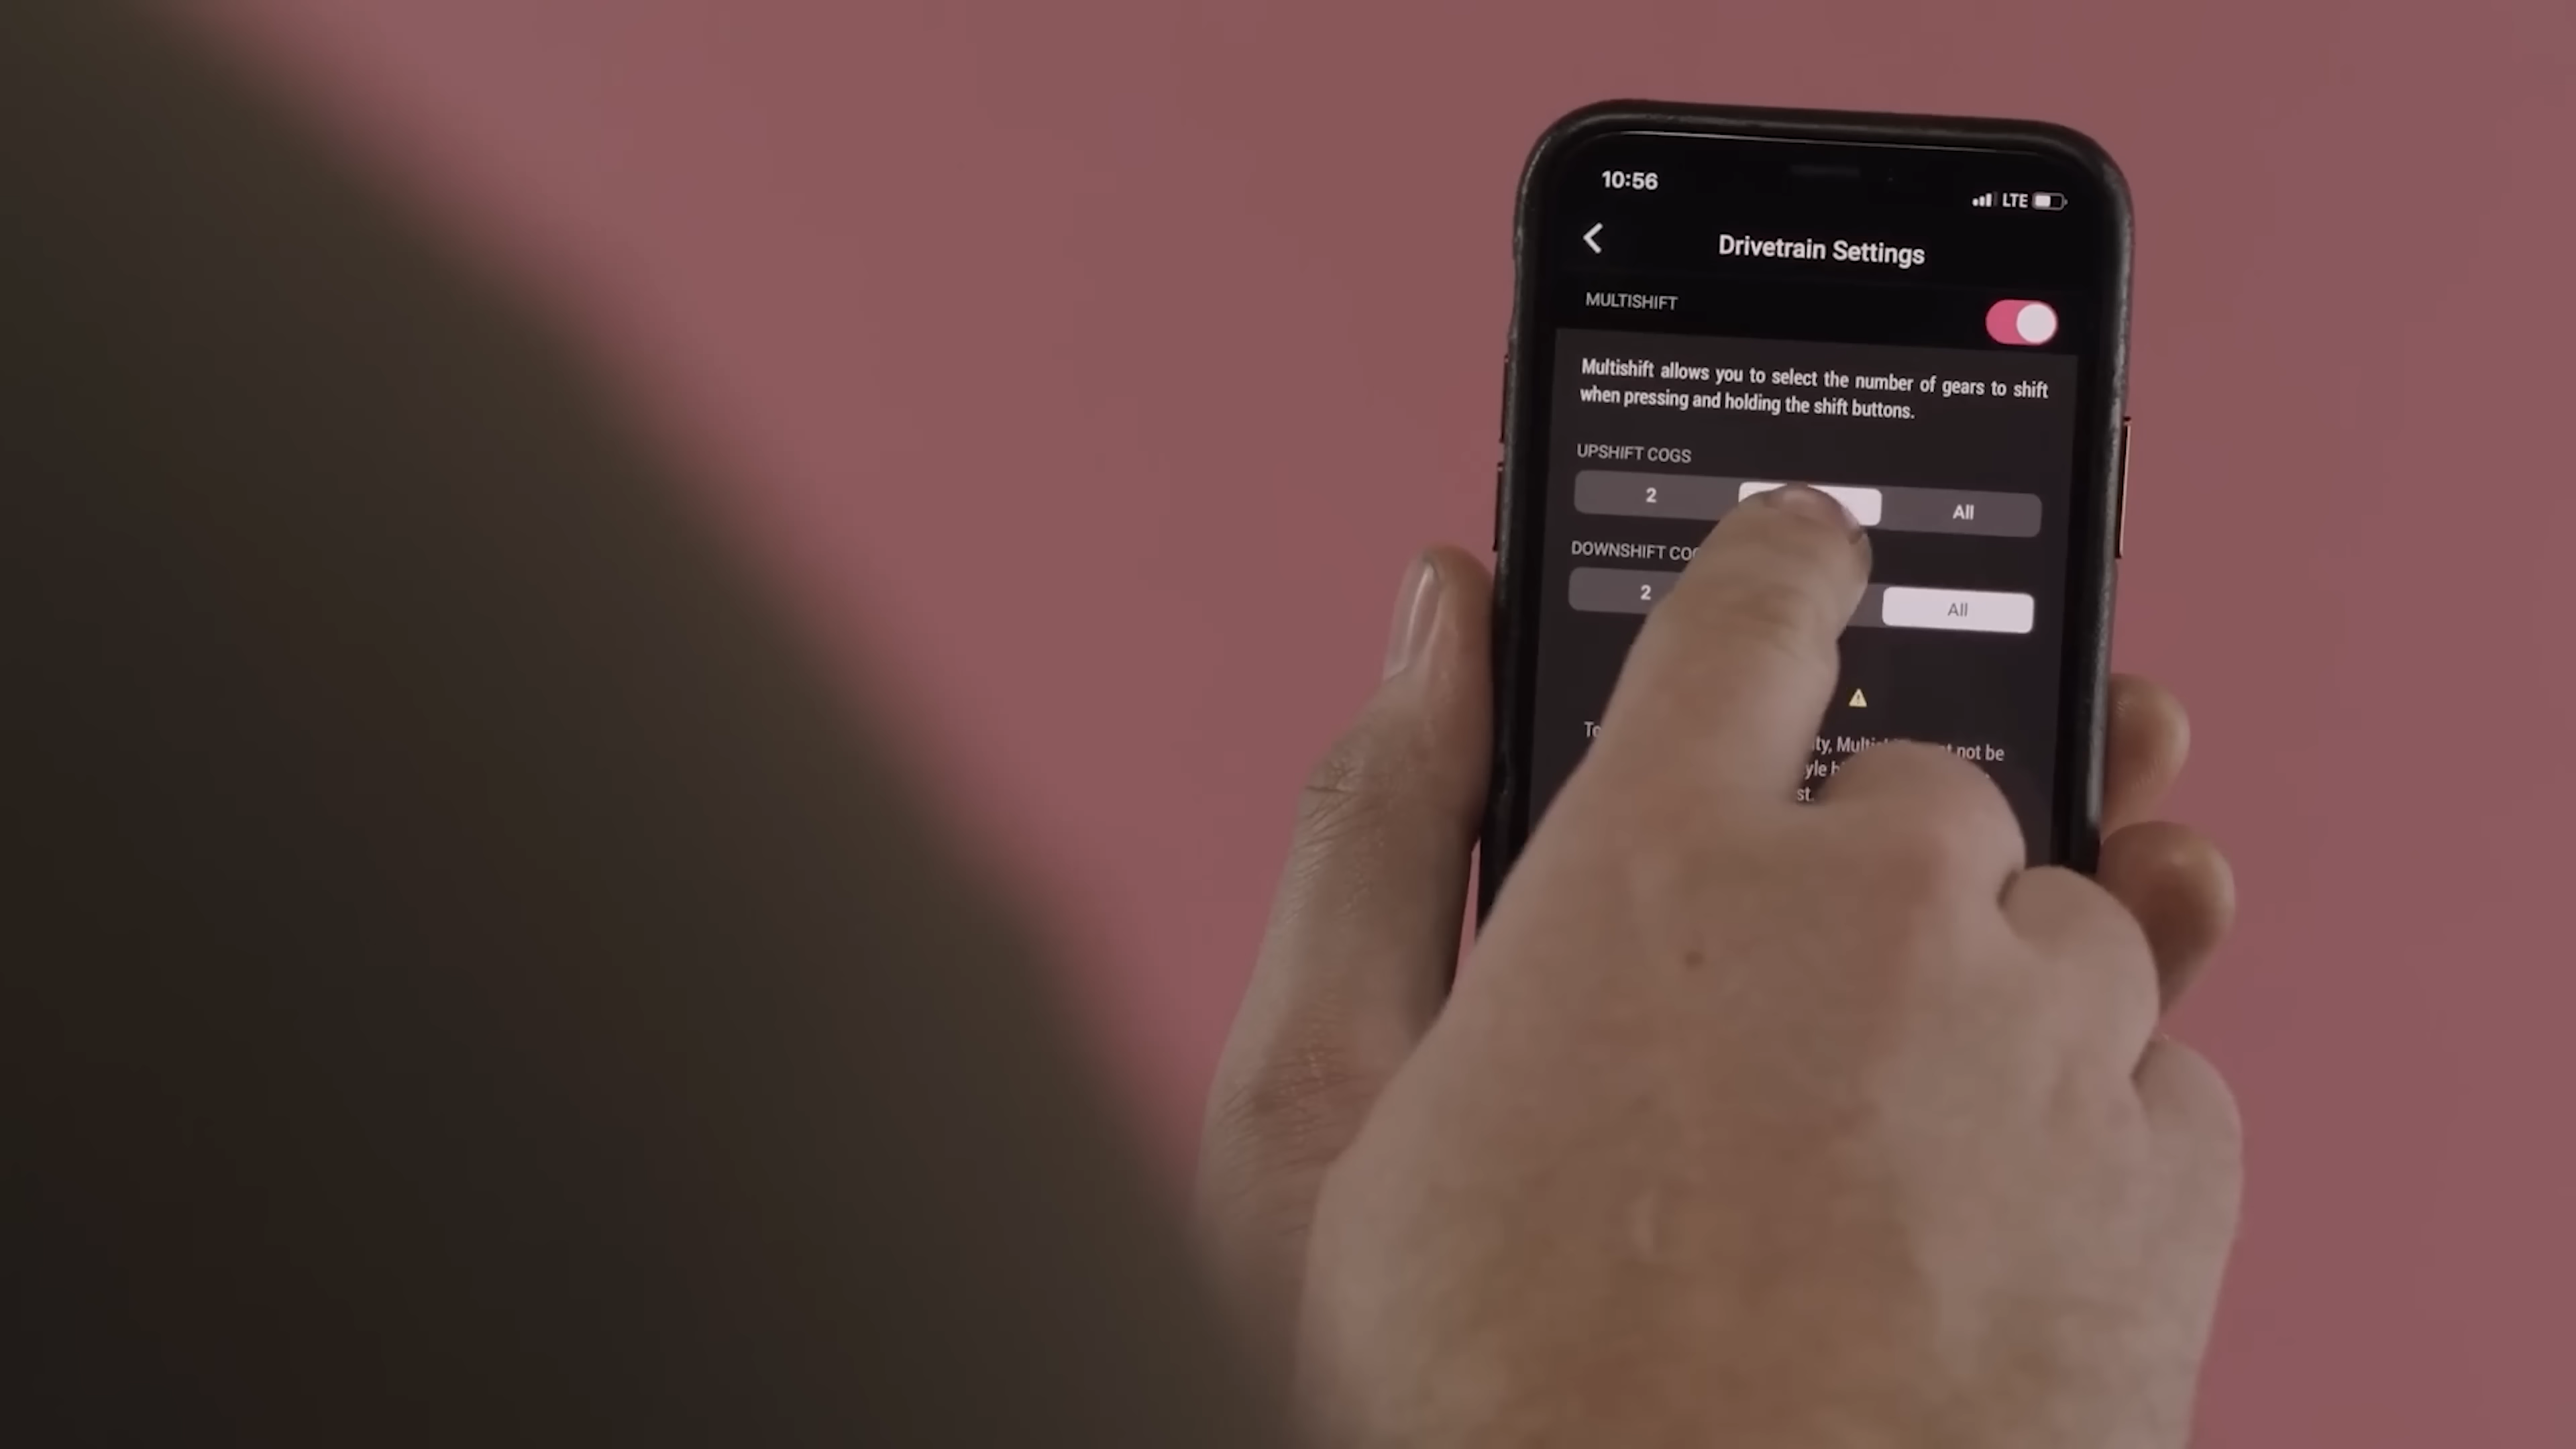 10:56
LTE
Drivetrain Settings
MULTISHIFT
Multishift allows you to select the number of gears to shift
when pressing and holding the shift buttons.
UPSHIFT COGS
2 All
DOWNSHIFT
2 All
not be